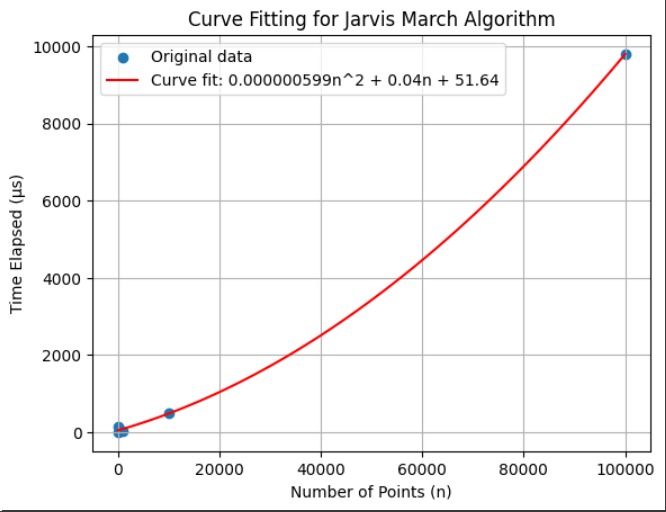 Curve Fitting for Jarvis March Algorithm
Original data
Curve fit: 0.000000599n^2 + 0.04n + 51.64
10000
8000
6000
4000
2000
0
Time Elapsed (µs)
0 20000 40000 60000 80000 100000
Number of Points (n)